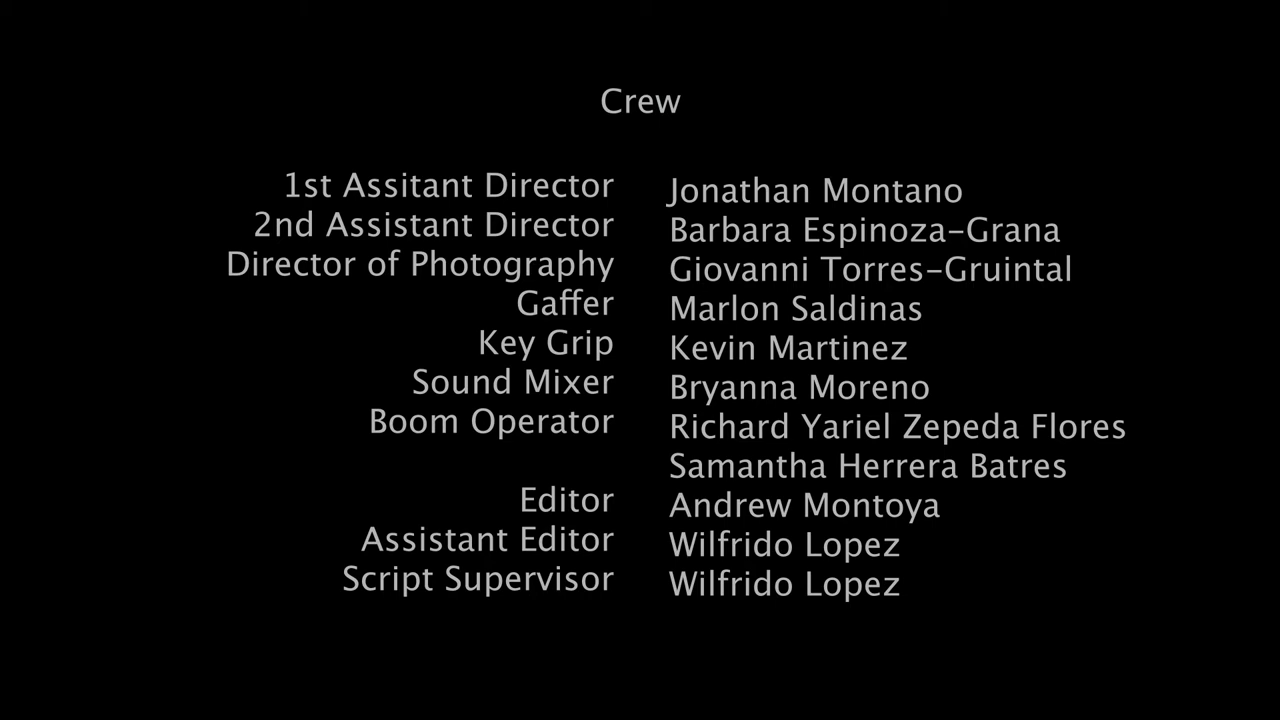 Crew
1st Assitant Director Jonathan Montano
2nd Assistant Director Barbara Espinoza-Grana
Director of Photography Giovanni Torres-Gruintal
Gaffer Marlon Saldinas
Key Grip Kevin Martinez
Sound Mixer Bryanna Moreno
Boom Operator Richard Yariel Zepeda Flores
Samantha Herrera Batres
Editor Andrew Montoya
Assistant Editor Wilfrido Lopez
Script Supervisor Wilfrido Lopez